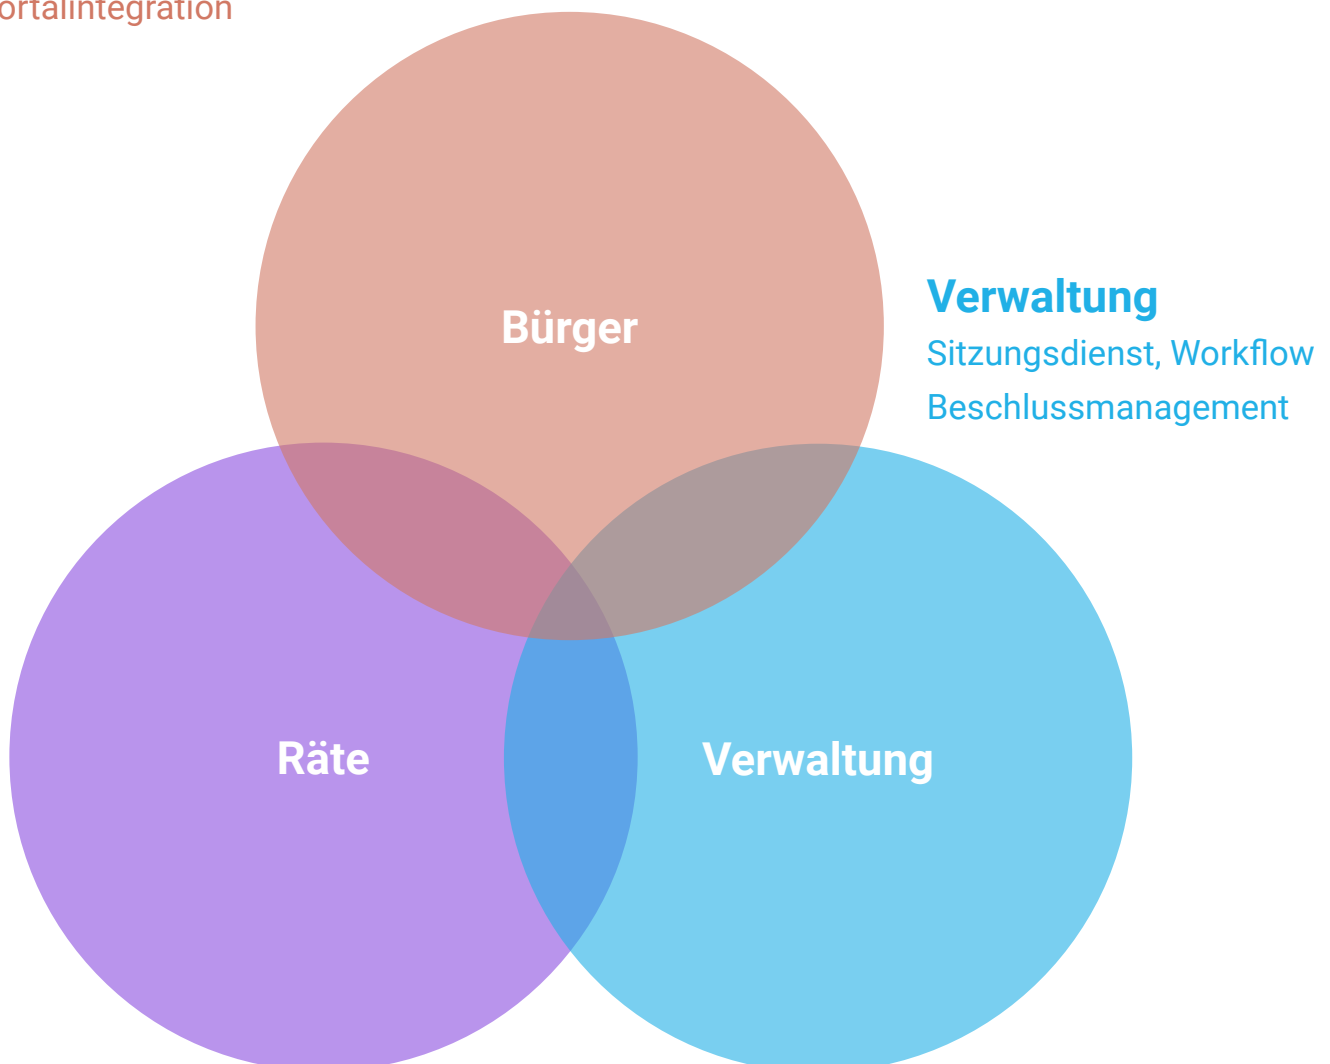 ortalintegration
Bürger
Verwaltung
Sitzungsdienst, Workflow
Beschlussmanagement
Räte
Verwaltung